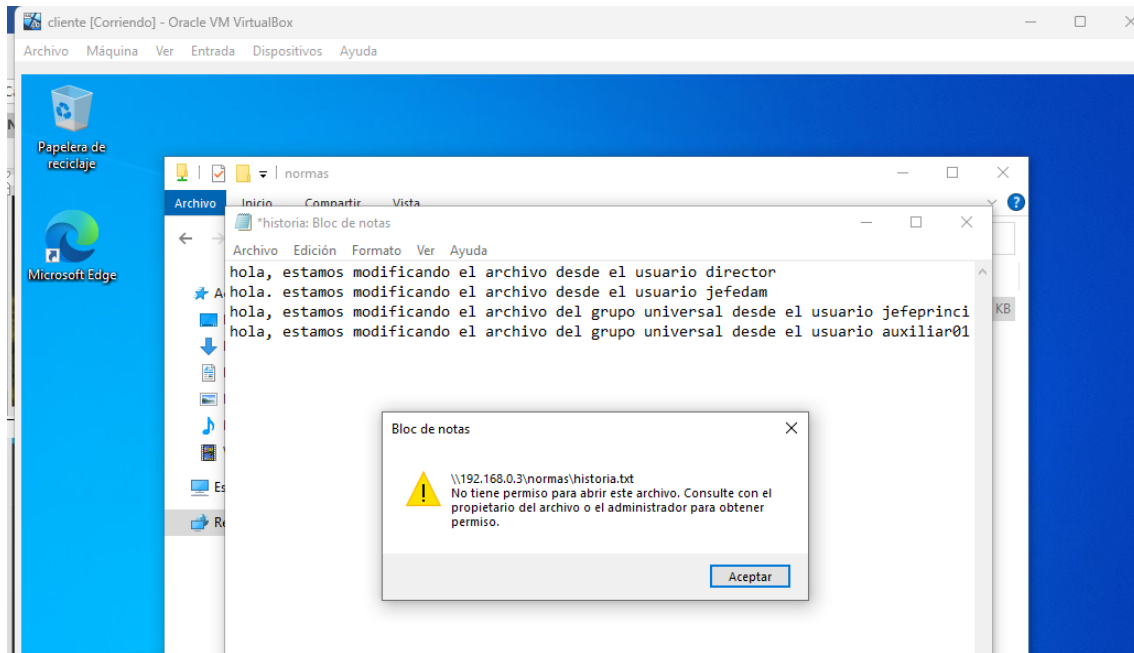 cliente [Corriendo] - Oracle VM VirtualBox
Archivo Máquina Ver Entrada Dispositivos Ayuda
Papelera de
reciclaje
Microsoft Edge
normas
Archivo Inicio Compartir Vista
*historia: Bloc de notas
Archivo Edición Formato Ver Ayuda
hola, estamos modificando el archivo desde el usuario director
hola. estamos modificando el archivo desde el usuario jefedam
hola, estamos modificando el archivo del grupo universal desde el usuario jefeprinci
hola, estamos modificando el archivo del grupo universal desde el usuario auxiliar01
KB
Bloc de notas
\\192.168.0.3\normas\historia.txt
No tiene permiso para abrir este archivo. Consulte con el
propietario del archivo o el administrador para obtener
permiso.
Aceptar